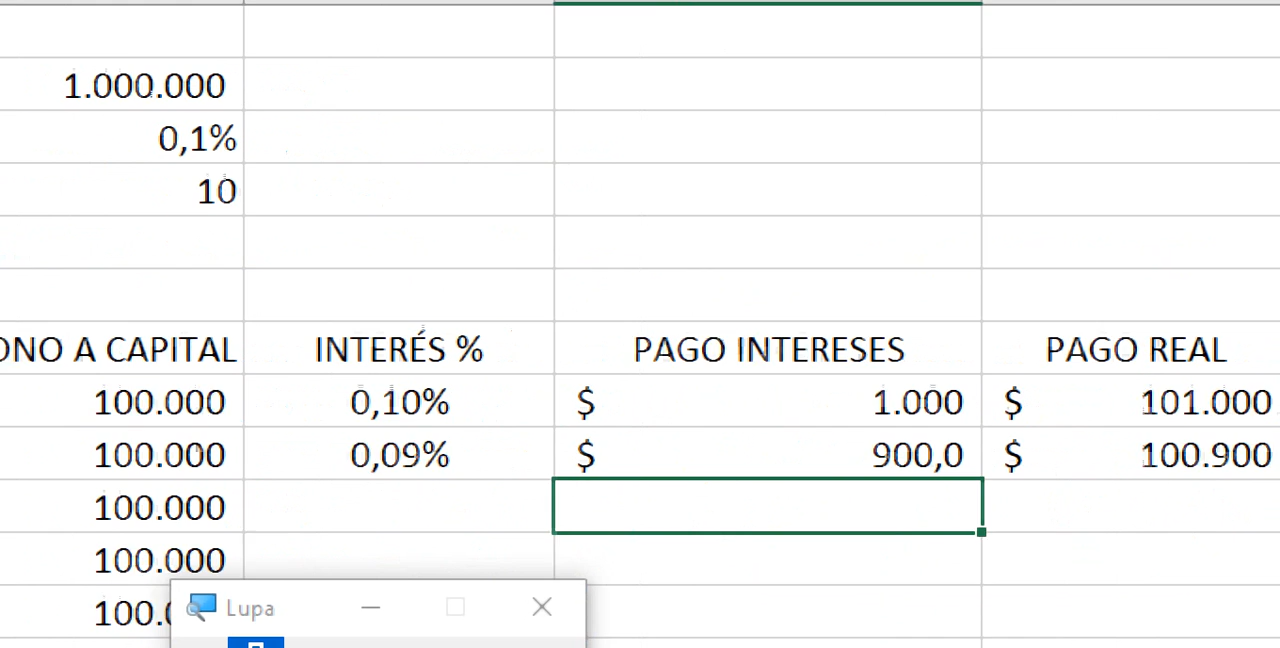 1.000.000
0,1%
10
ONO A CAPITAL INTERÉS % PAGO INTERESES PAGO REAL
100.000 0,10% $ 1.000 $ 101.000
100.000 0,09% $ 900,0 $ 100.900
100.000
100.000
100.
Lupa